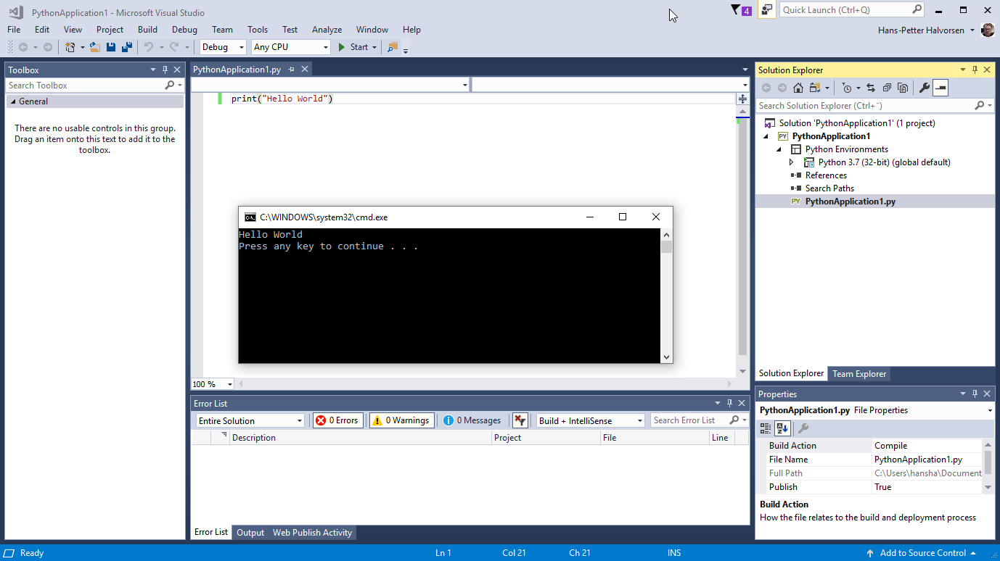 PythonApplication1 - Microsoft Visual Studio
4
Quick Launch (Ctrl+Q)
File Edit View Project Build Debug Team Tools Test Analyze Window Help
Hans-Petter Halvorsen
Debug Any CPU Start
Toolbox
Search Toolbox
General
There are no usable controls in this group.
Drag an item onto this text to add it to the
toolbox.
PythonApplication1.py
print("Hello World")
C:\WINDOWS\system32\cmd.exe
Hello World
Press any key to continue . . .
100 %
Error List
Entire Solution 0 Errors 0 Warnings 0 Messages Build + IntelliSense Search Error List
Description Project File Line
Error List Output Web Publish Activity
Solution Explorer
Search Solution Explorer (Ctrl+¨)
Solution 'PythonApplication1' (1 project)
PY PythonApplication1
Python Environments
Python 3.7 (32-bit) (global default)
References
Search Paths
PY PythonApplication1.py
Solution Explorer Team Explorer
Properties
PythonApplication1.py File Properties
Build Action Compile
File Name PythonApplication1.py
Full Path C:\Users\hansha\Document
Publish True
Build Action
How the file relates to the build and deployment process
Ready Ln 1 Col 21 Ch 21 INS Add to Source Control